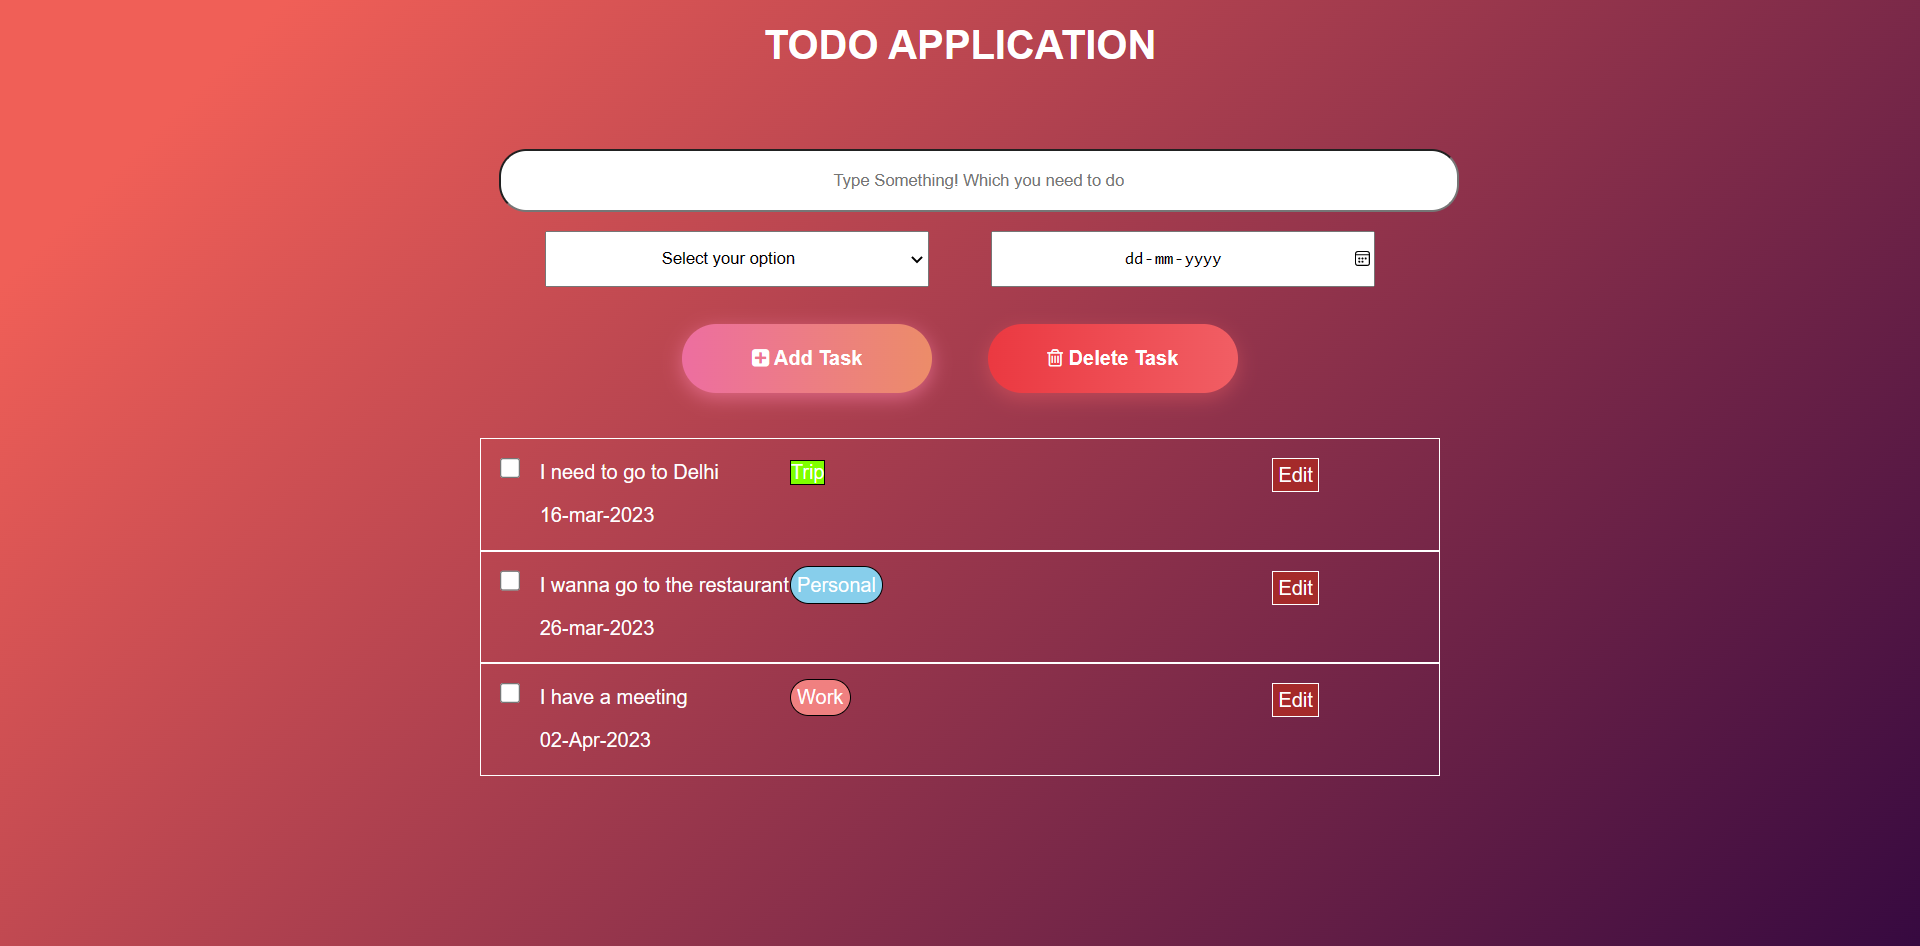 TODO APPLICATION
Type Something! Which you need to do
Select your option dd-mm-yyyy
Add Task Delete Task
I need to go to Delhi Trip Edit
16-mar-2023
I wanna go to the restaurant Personal Edit
26-mar-2023
I have a meeting Work Edit
02-Apr-2023